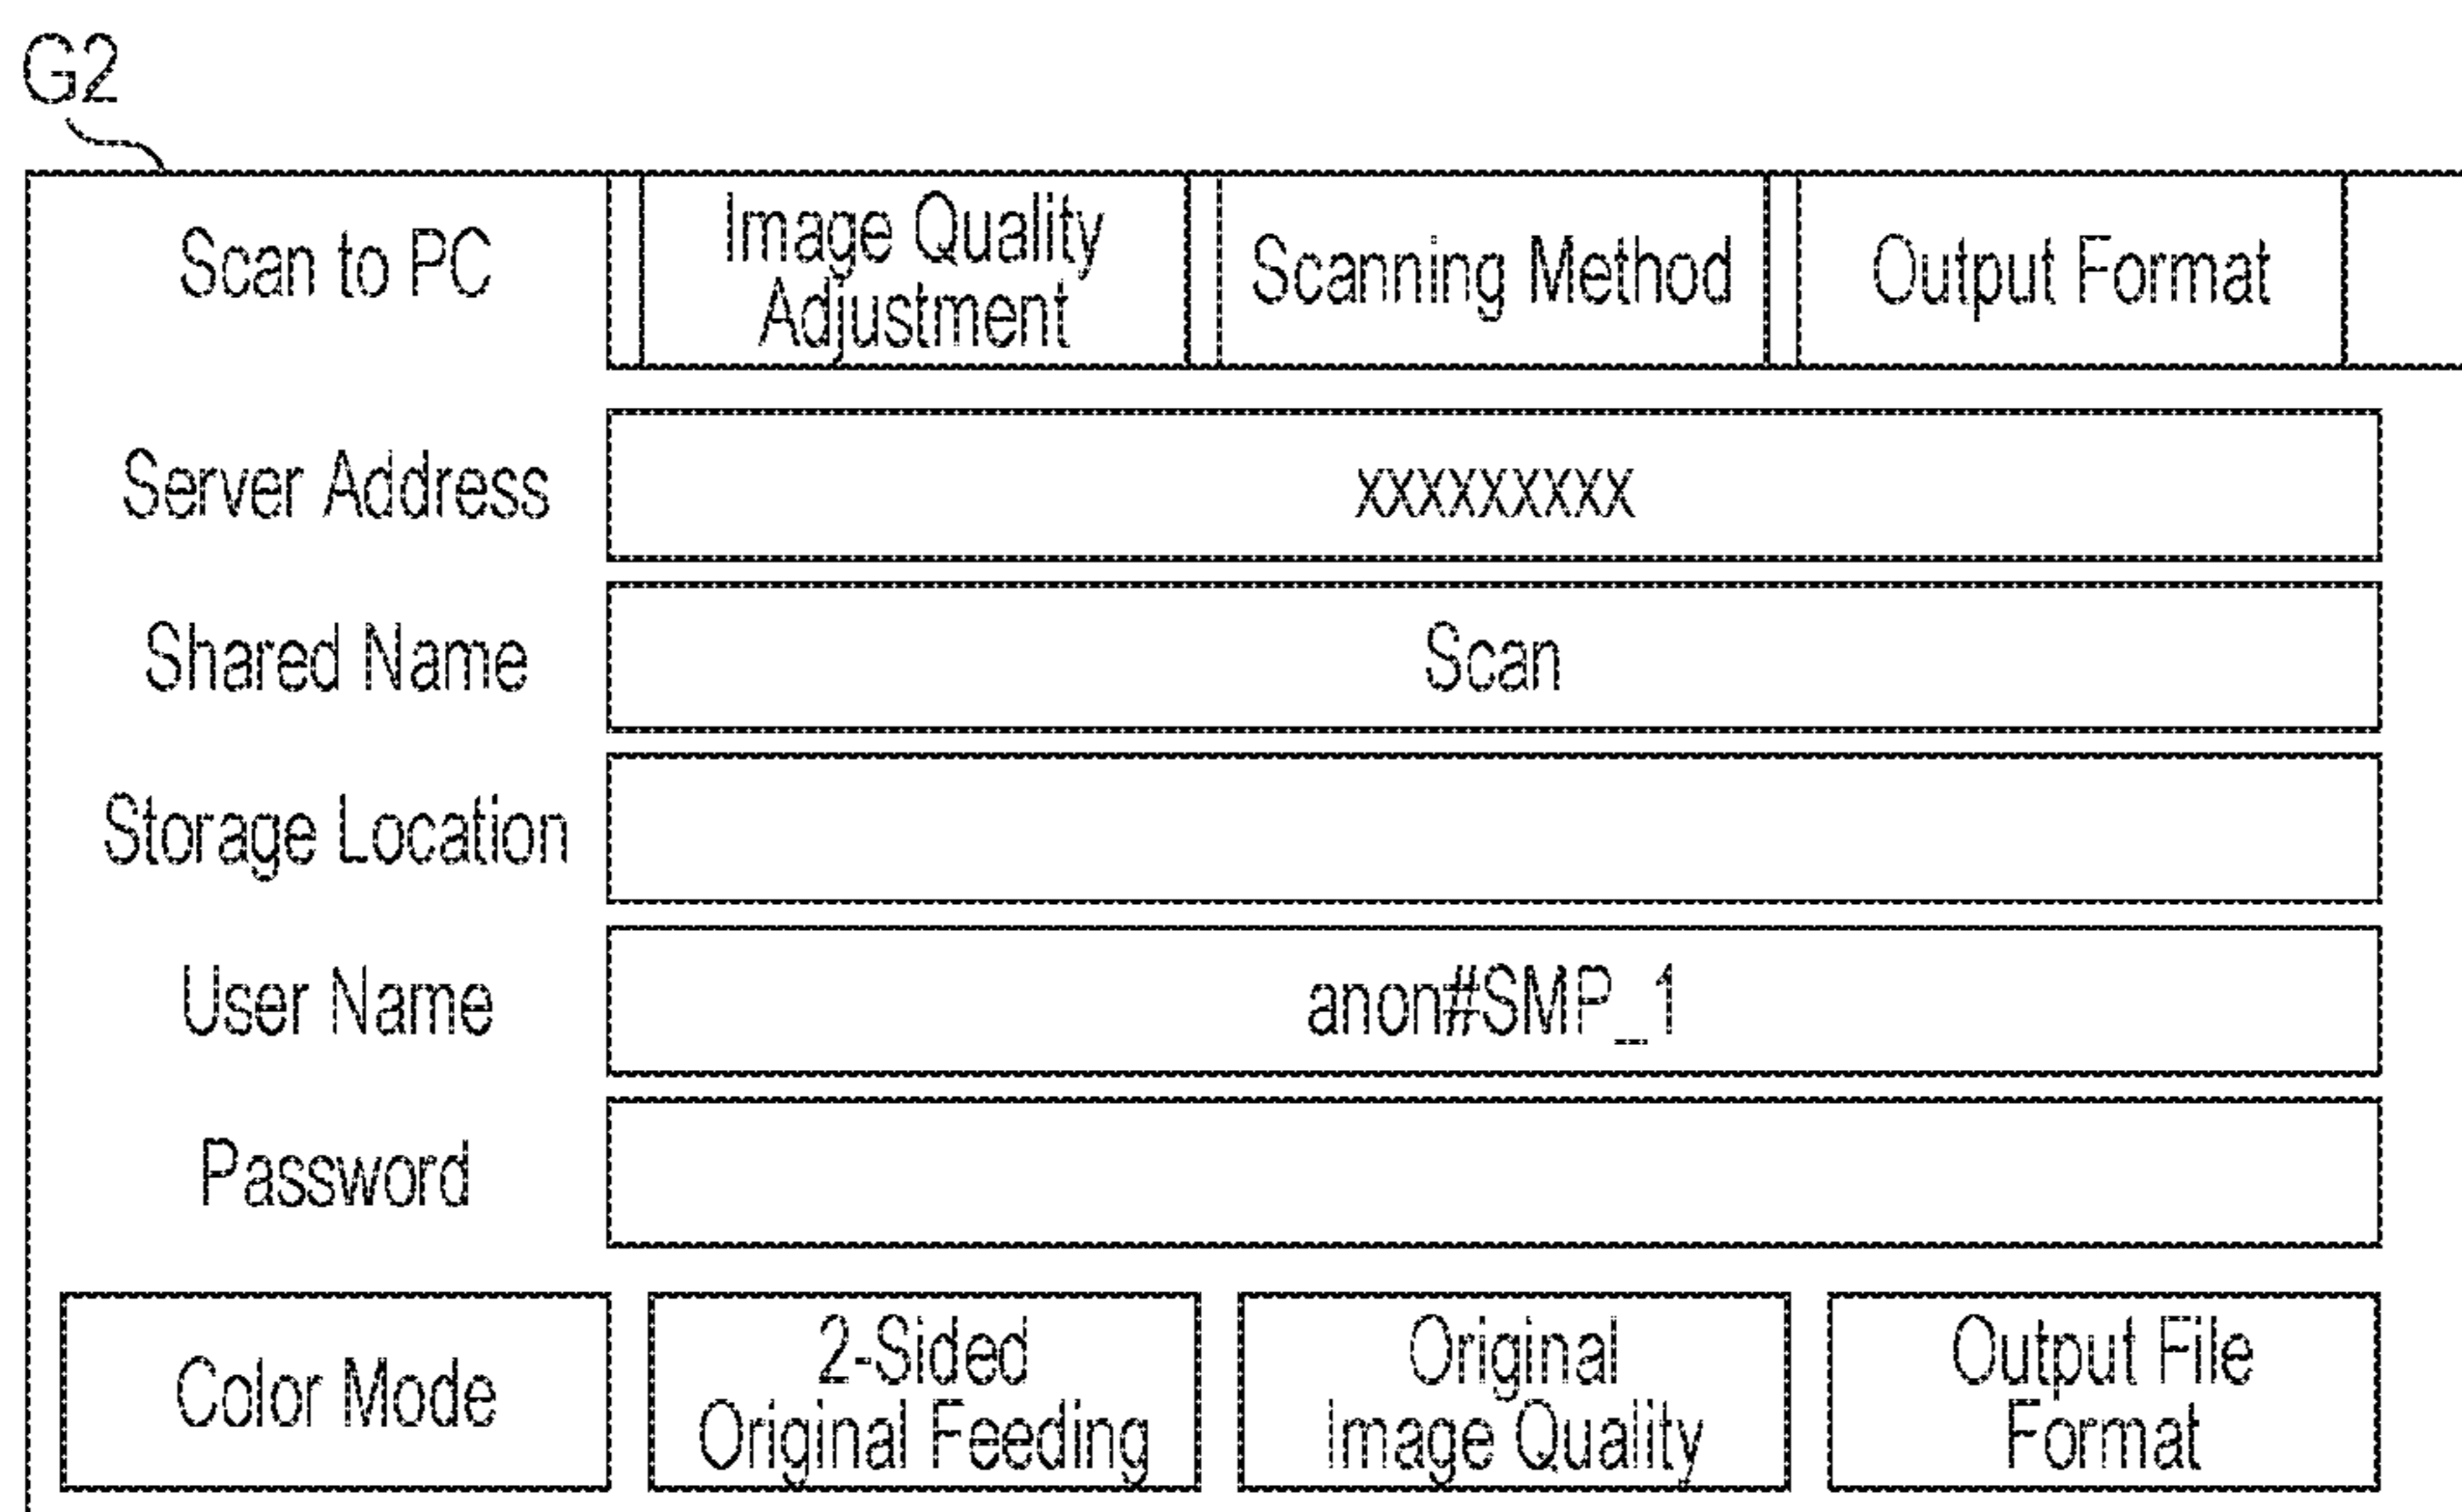 G2
Scan to PC
Image Quality
Adjustment
Scanning Method
Output Format
Server Address
xxxxxxxxx
Shared Name
Scan
Storage Location
User Name
anon#SMP_1
Password
Color Mode
2-Sided
Original Feeding
Original
Image Quality
Output File
Format